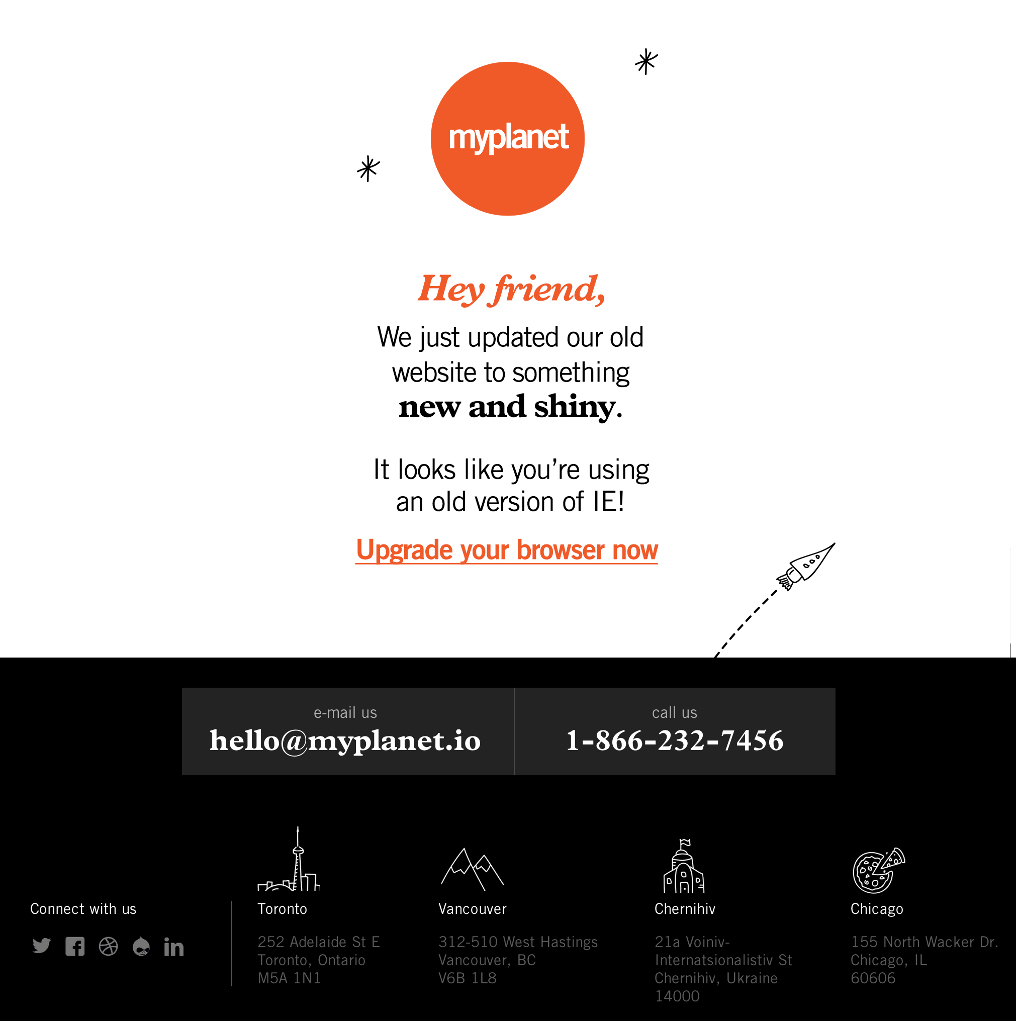 myplanet
Hey friend,
We just updated our old
website to something
new and shiny.
It looks like you're using
an old version of IE!
Upgrade your browser now
e-mail us
hello@myplanet.io
call us
1-866-232-7456
Connect with us
Toronto
252 Adelaide St E
Toronto, Ontario
M5A 1N1
Vancouver
312-510 West Hastings
Vancouver, BC
V6B 1L8
Chernihiv
21a Voiniv-
Internatsionalistiv St
Chernihiv, Ukraine
14000
Chicago
155 North Wacker Dr.
Chicago, IL
60606